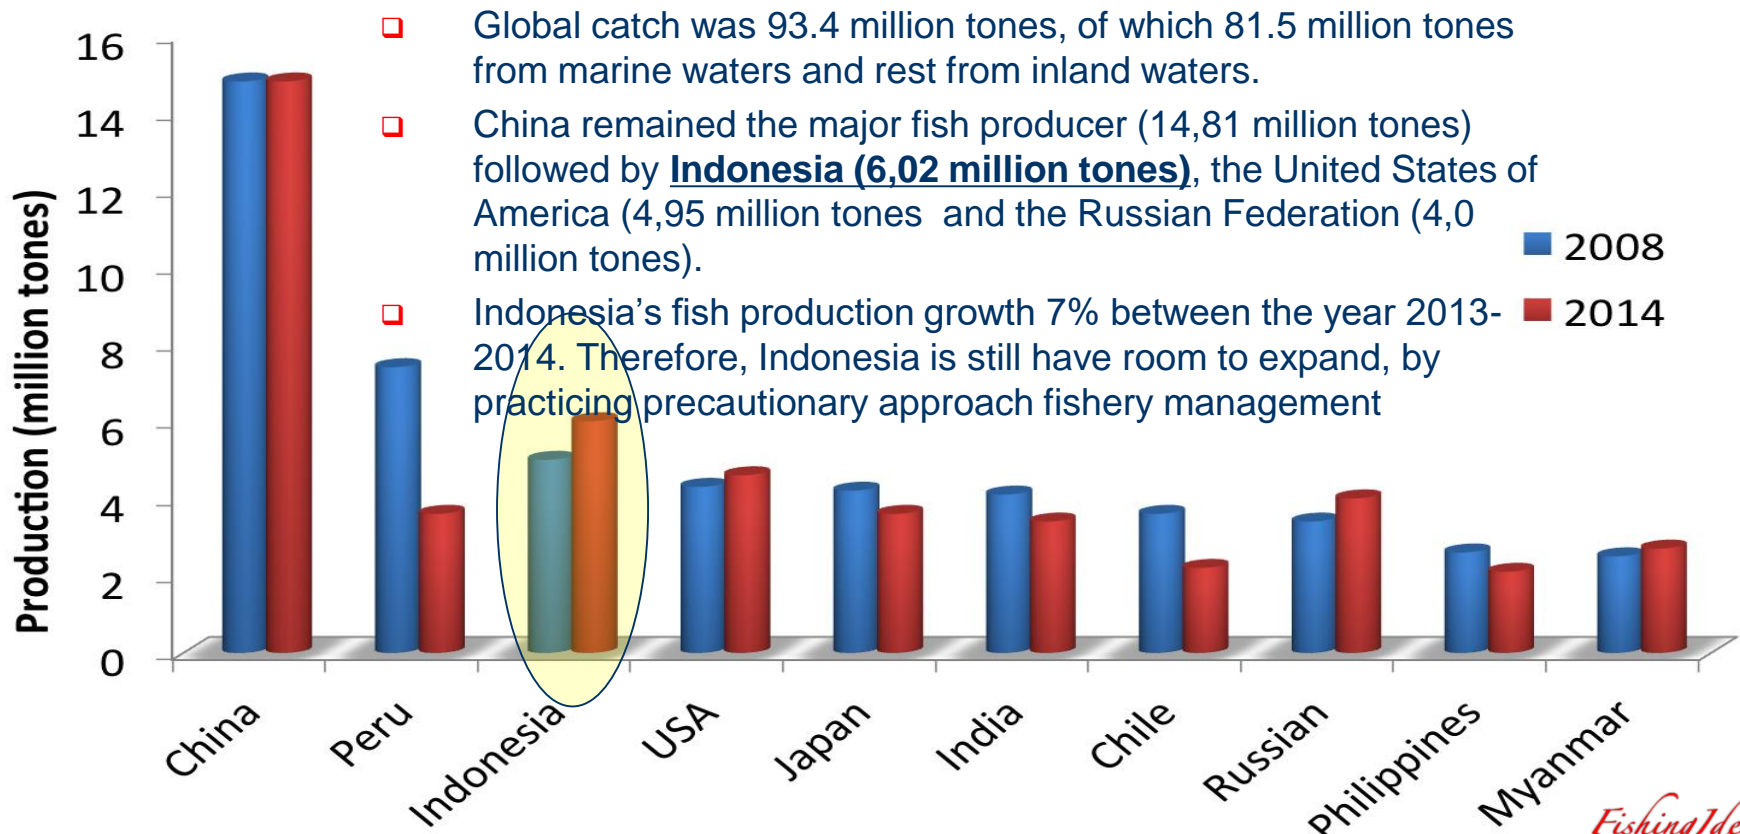 Global catch was 93.4 million tones, of which 81.5 million tones
from marine waters and rest from inland waters.
China remained the major fish producer (14,81 million tones)
followed by Indonesia (6,02 million tones), the United States of
America (4,95 million tones and the Russian Federation (4,0
million tones).
Indonesia’s fish production growth 7% between the year 2013-
2014. Therefore, Indonesia is still have room to expand, by
practicing precautionary approach fishery management
2008
2014
Production (million tones)
16
14
12
10
8
6
4
2
0
China
Peru
Indonesia
USA
Japan
India
Chile
Russian
Philippines
Myanmar